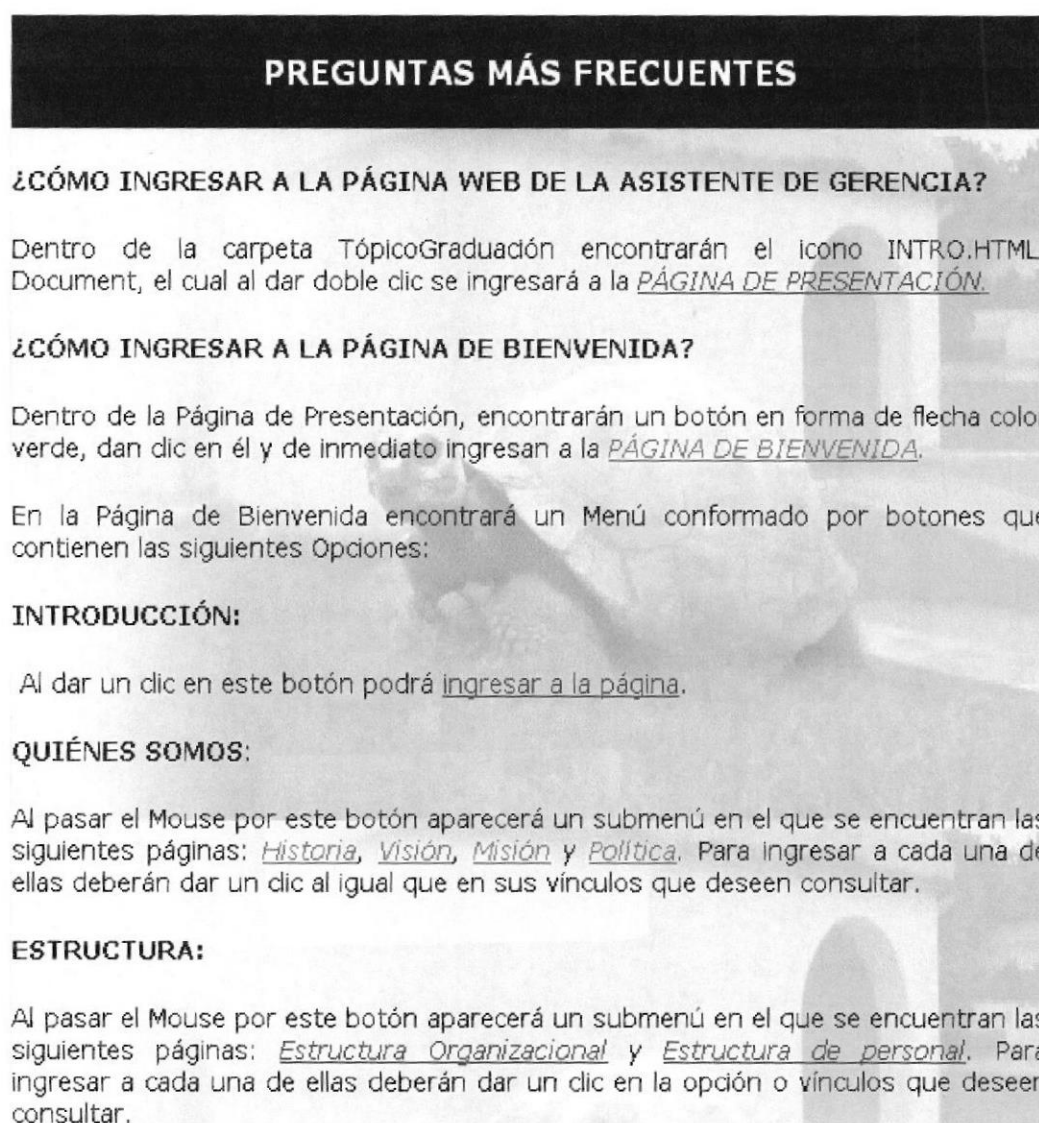 PREGUNTAS MÁS FRECUENTES
¿CÓMO INGRESAR A LA PÁGINA WEB DE LA ASISTENTE DE GERENCIA?
Dentro de la carpeta TópicoGraduación encontrarán el icono INTRO.HTML
Document, el cual al dar doble clic se ingresará a la PÁGINA DE PRESENTACIÓN.
¿CÓMO INGRESAR A LA PÁGINA DE BIENVENIDA?
Dentro de la Página de Presentación, encontrarán un botón en forma de flecha color
verde, dan clic en él y de inmediato ingresan a la PÁGINA DE BIENVENIDA.
En la Página de Bienvenida encontrará un Menú conformado por botones que
contienen las siguientes Opciones:
INTRODUCCIÓN:
Al dar un clic en este botón podrá ingresar a la página.
QUIÉNES SOMOS:
Al pasar el Mouse por este botón aparecerá un submenú en el que se encuentran las
siguientes páginas: Historia, Visión, Misión y Política. Para ingresar a cada una de
ellas deberán dar un clic al igual que en sus vínculos que deseen consultar.
ESTRUCTURA:
Al pasar el Mouse por este botón aparecerá un submenú en el que se encuentran las
siguientes páginas: Estructura Organizacional y Estructura de personal. Para
ingresar a cada una de ellas deberán dar un clic en la opción o vínculos que deseen
consultar.